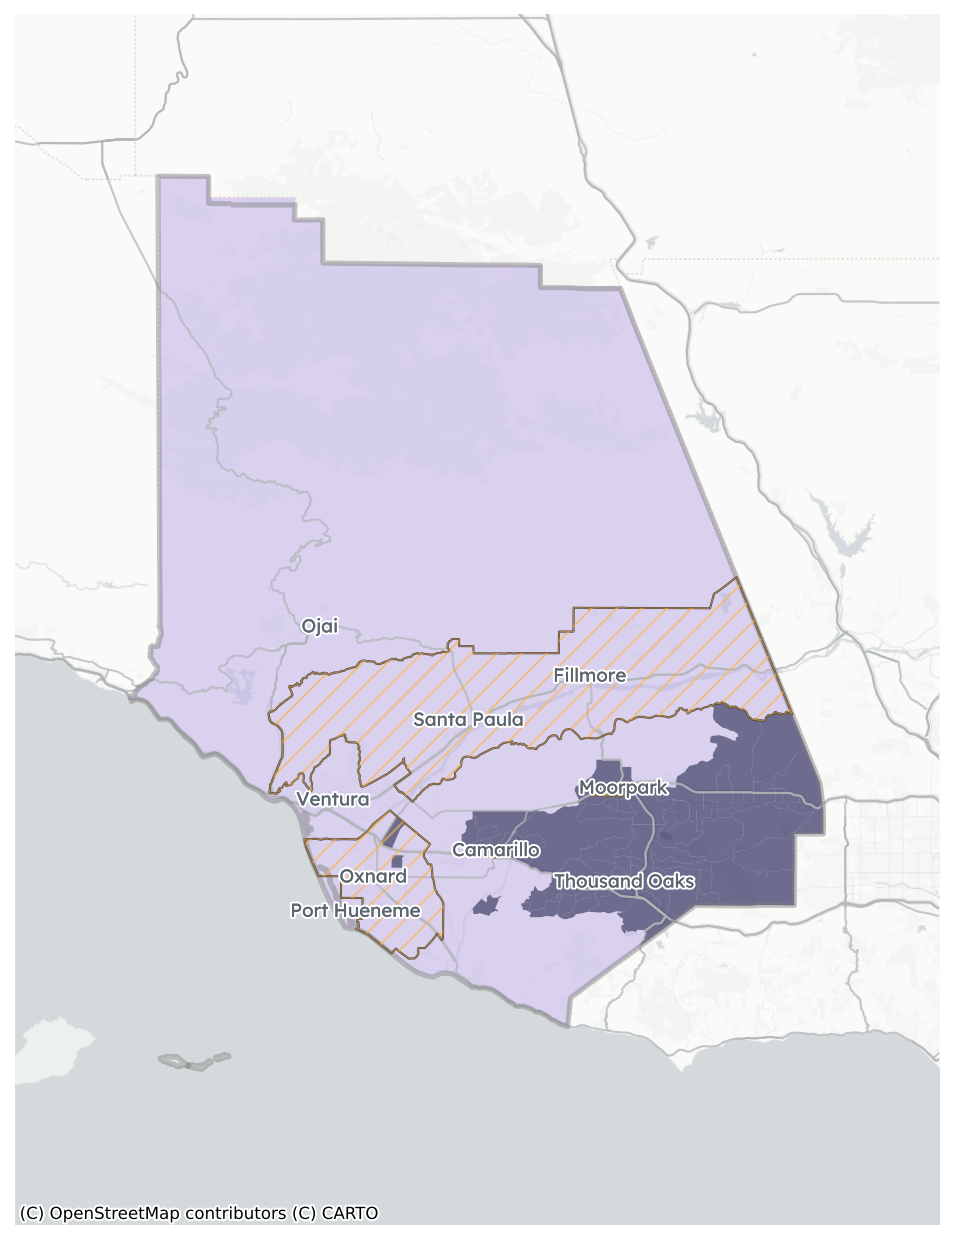 Ojai
Fillmore
Santa Paula
Moorpark
Ventura
Camarillo
Oxnard
Thousand Oaks
Port Hueneme
(C) OpenStreetMap contributors (C) CARTO